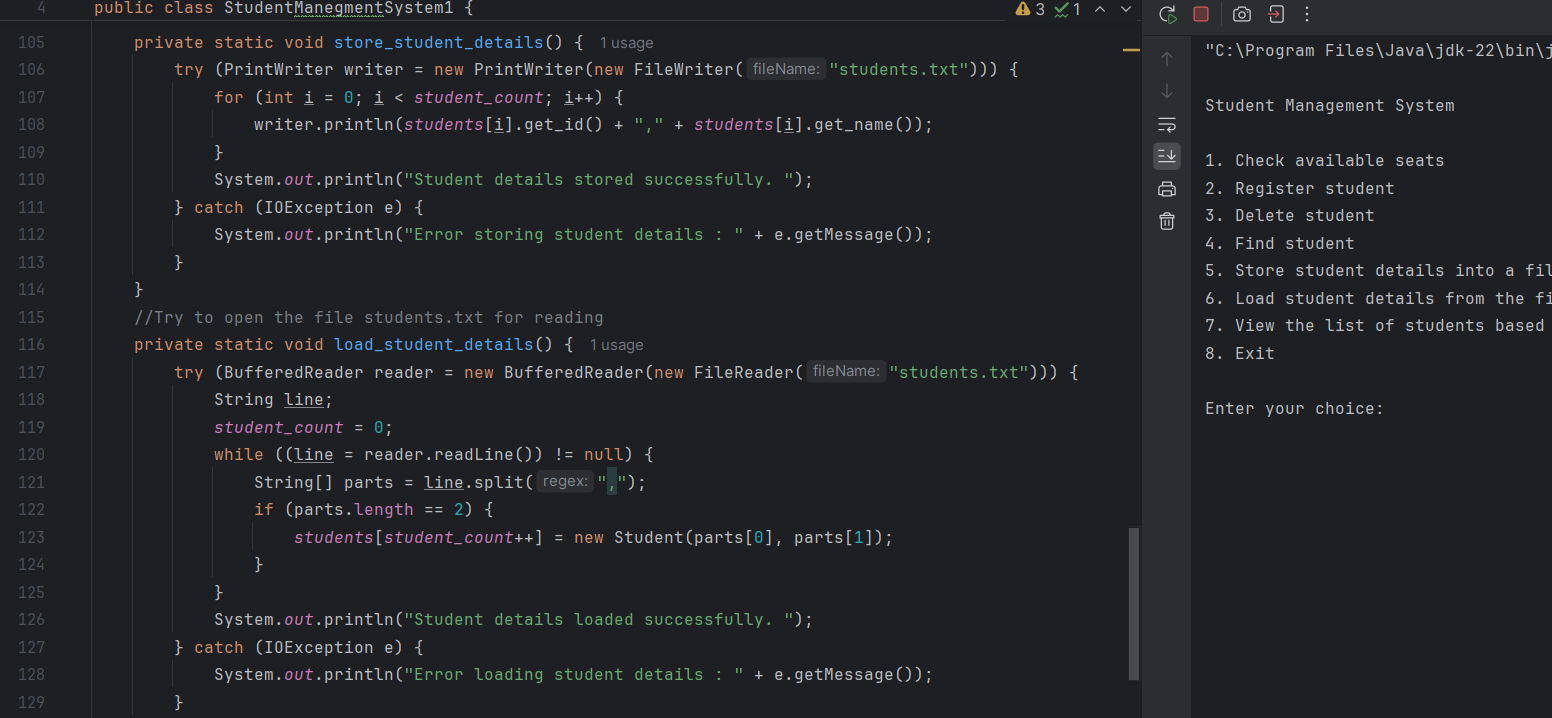 4 public class StudentManegmentSystem1 {
3 1
105 private static void store_student_details() { 1 usage
106 try (PrintWriter writer = new PrintWriter(new FileWriter( fileName: "students.txt"))) {
107 for (int i = 0; i < student_count; i++) {
108 writer.println(students[i].get_id() + "," + students[i].get_name());
109 }
110 System.out.println("Student details stored successfully. ");
111 } catch (IOException e) {
112 System.out.println("Error storing student details : " + e.getMessage());
113 }
114 }
115 //Try to open the file students.txt for reading
116 private static void load_student_details() { 1 usage
117 try (BufferedReader reader = new BufferedReader(new FileReader( fileName: "students.txt"))) {
118 String line;
119 student_count = 0;
120 while ((line = reader.readLine()) != null) {
121 String[] parts = line.split( regex: ",");
122 if (parts.length == 2) {
123 students[student_count++] = new Student(parts[0], parts[1]);
124 }
125 }
126 System.out.println("Student details loaded successfully. ");
127 } catch (IOException e) {
128 System.out.println("Error loading student details : " + e.getMessage());
129 }
"C:\Program Files\Java\jdk-22\bin\j
Student Management System
1. Check available seats
2. Register student
3. Delete student
4. Find student
5. Store student details into a fil
6. Load student details from the fi
7. View the list of students based
8. Exit
Enter your choice: